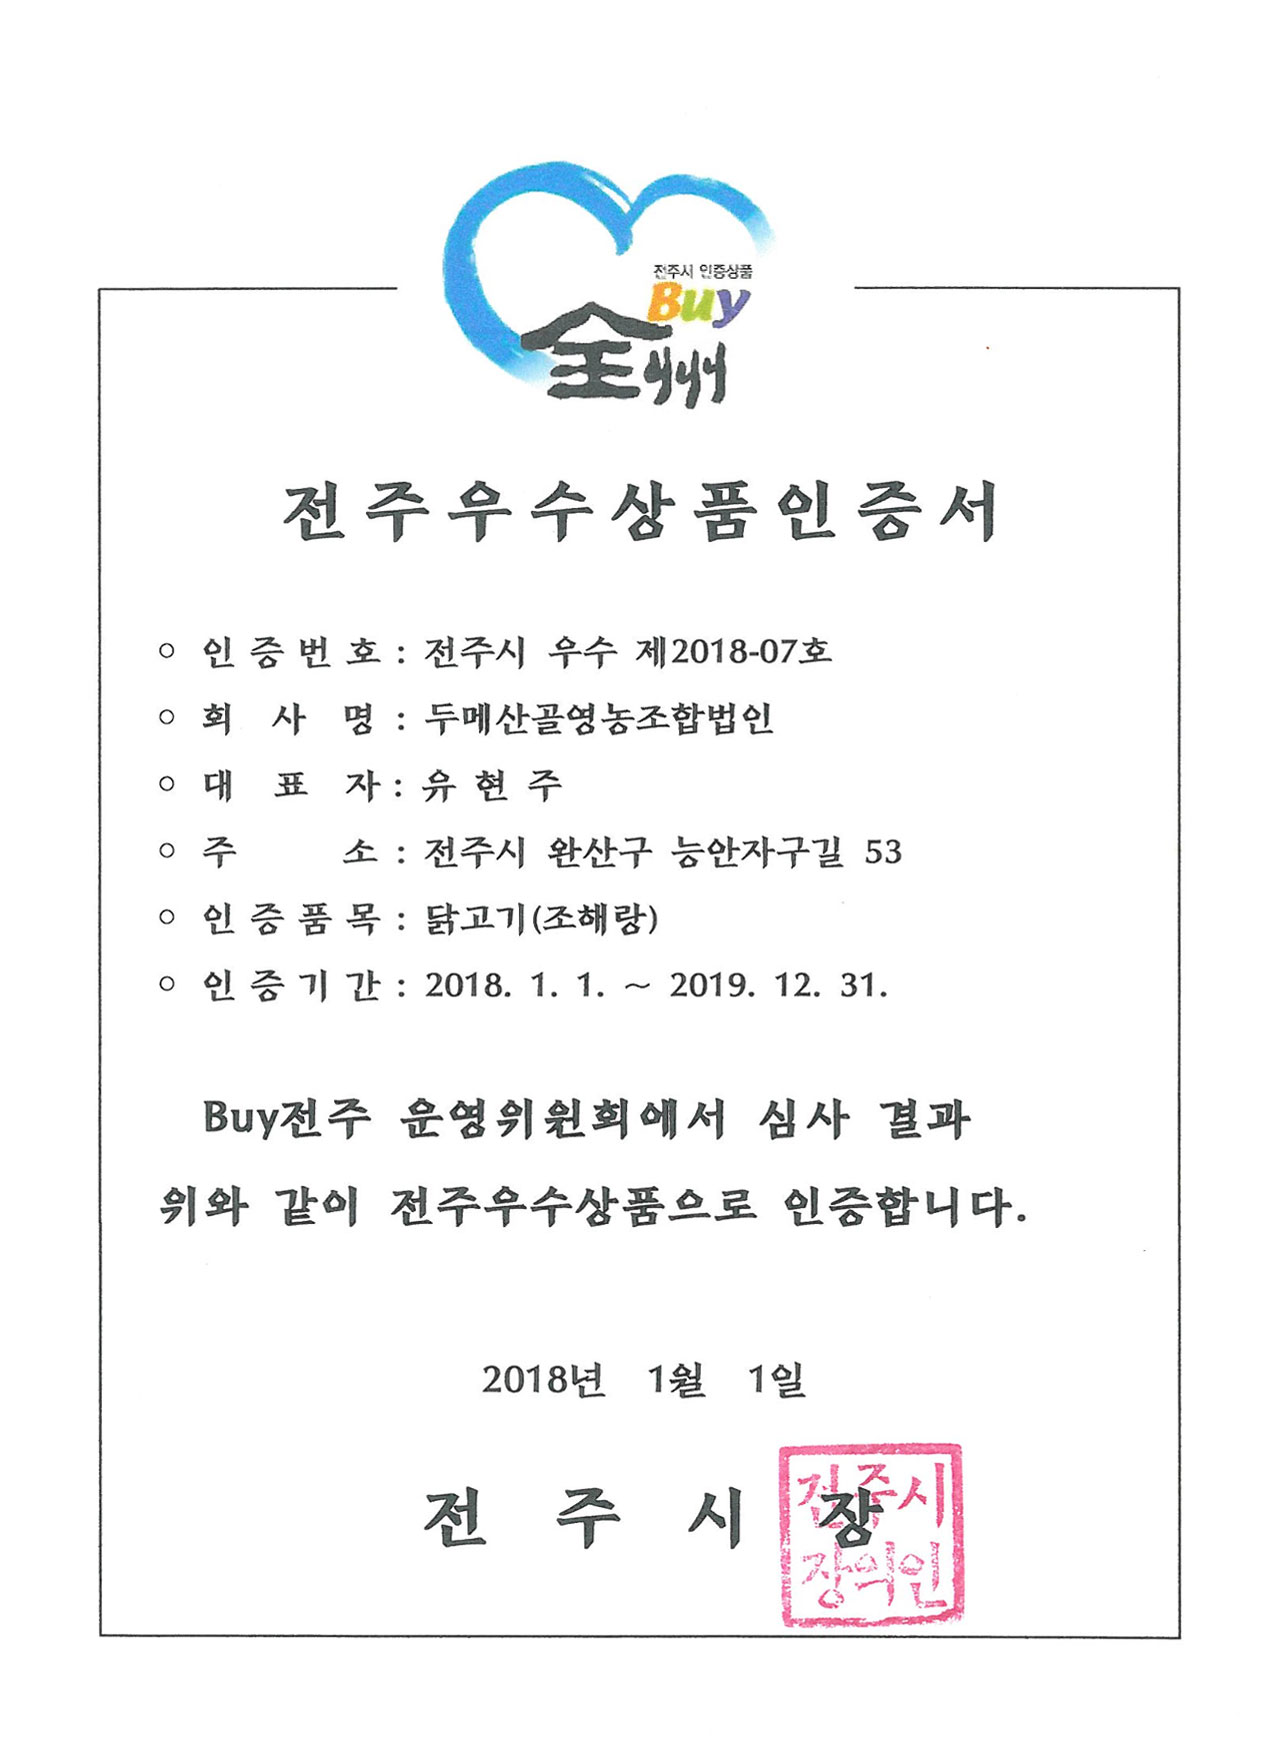 전주시 인증상품
Buy
全州
전주우수상품인증서
○ 인증번호 : 전주시 우수 제2018-07호
○ 회사명 : 두메산골영농조합법인
○ 대표자 : 유현주
○ 주소 : 전주시 완산구 능안자구길 53
○ 인증품목 : 닭고기(조해랑)
○ 인증기간 : 2018. 1. 1. ~ 2019. 12. 31.
Buy전주 운영위원회에서 심사 결과
위와 같이 전주우수상품으로 인증합니다.
2018년 1월 1일
전주시장
전주시
장의인